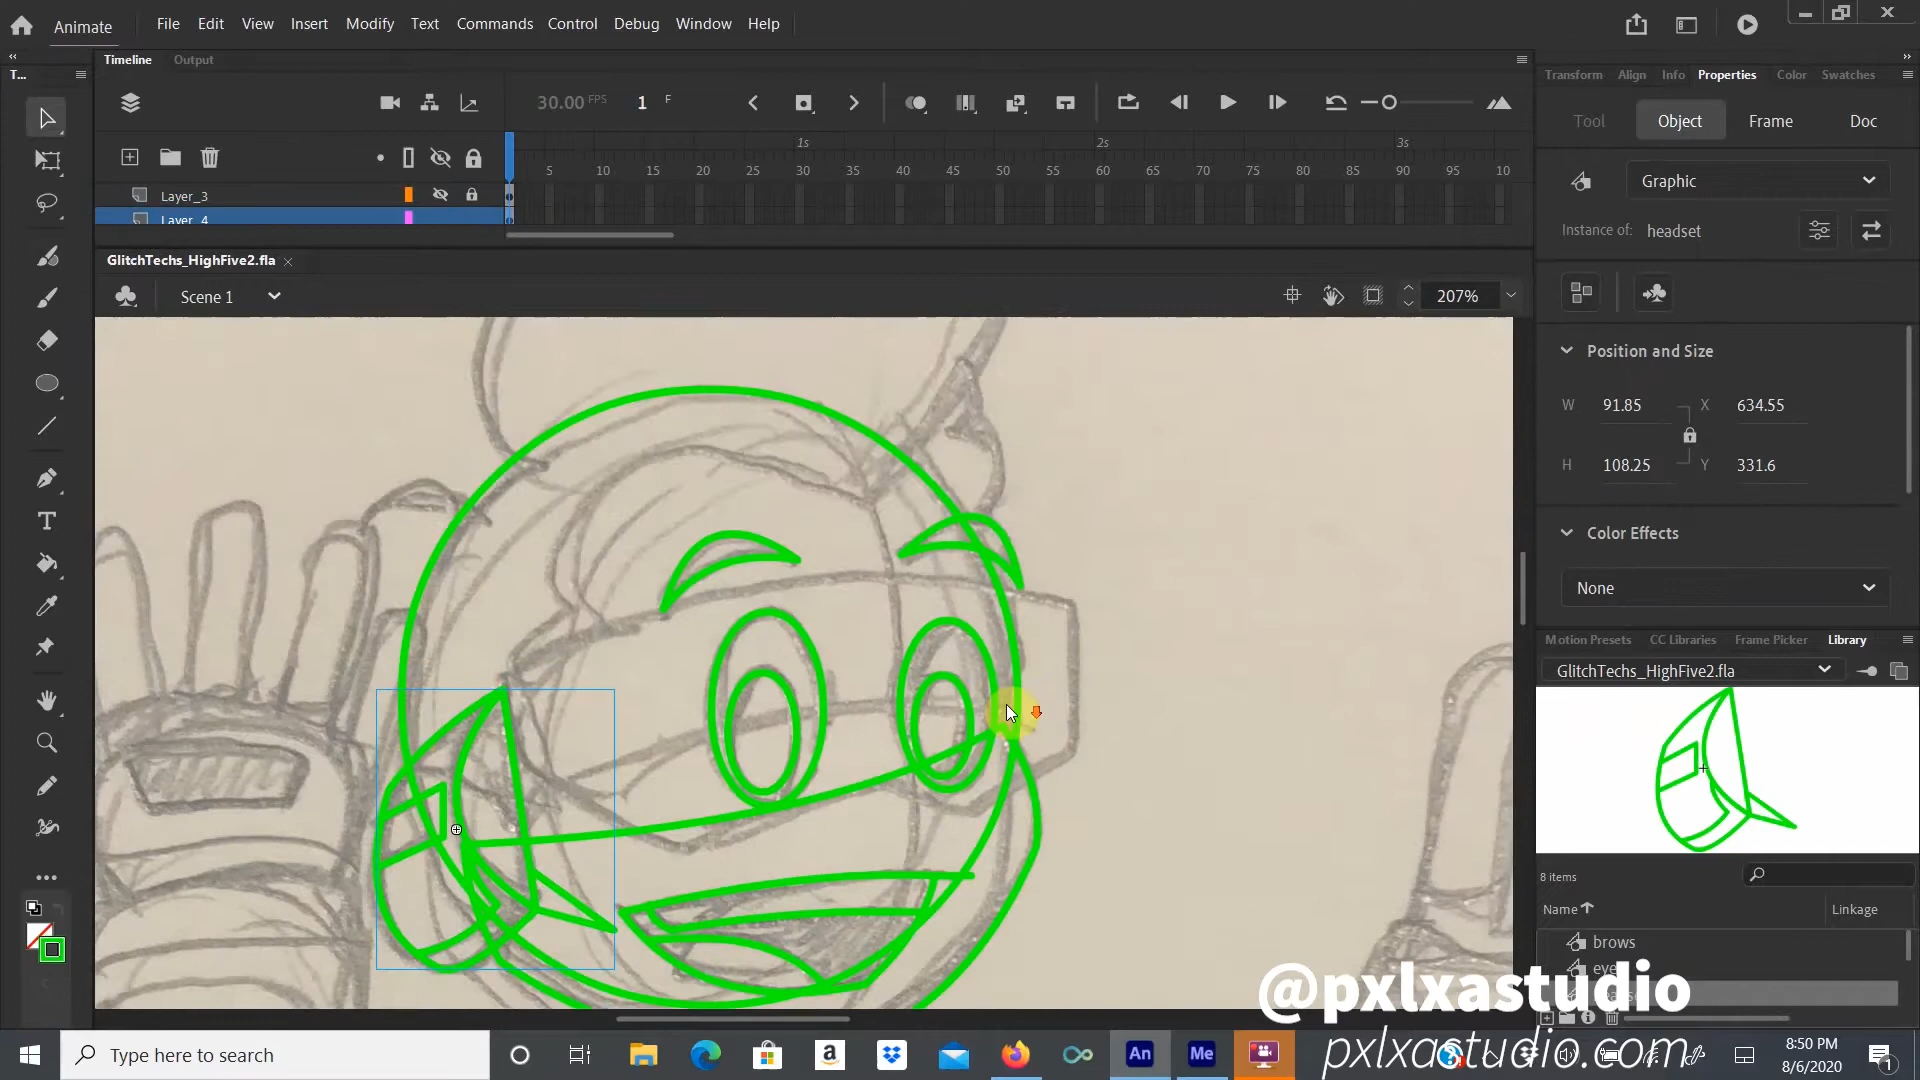 Animate File Edit View Insert Modify Text Commands Control Debug Window Help
Timeline Output
T...
30.00 FPS 1 F
1s 2s 3s
5 10 15 20 25 30 35 40 45 50 55 60 65 70 75 80 85 90 95 10
Layer_3
Layer_4
GlitchTechs_HighFive2.fla
Scene 1
207%
Transform Align Info Properties Color Swatches
Tool Object Frame Doc
Graphic
Instance of: headset
Position and Size
W 91.85 X 634.55
H 108.25 Y 331.6
Color Effects
None
Motion Presets CC Libraries Frame Picker Library
GlitchTechs_HighFive2.fla
8 items
Name Linkage
brows
@pxlxastudio
pxlxastudio.com
Type here to search
An Me
8:50 PM
8/6/2020
1